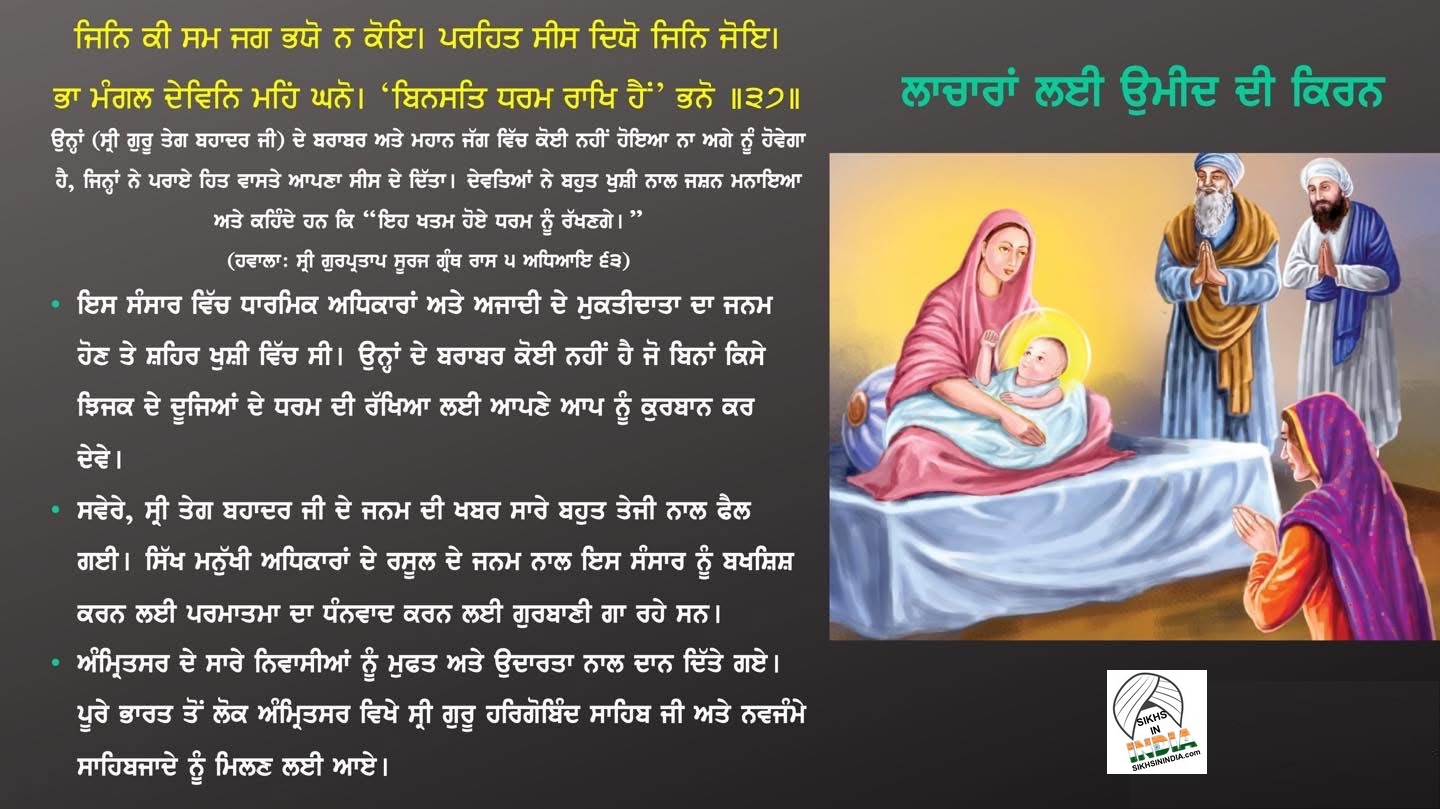 ਜਿਨਿ ਕੀ ਸਮ ਜਗ ਭਯੋ ਨ ਕੋਇ। ਪਰਹਿਤ ਸੀਸ ਦਿਯੋ ਜਿਨਿ ਜੋਇ।
ਭਾ ਮੰਗਲ ਦੇਵਿਨਿ ਮਹਿਂ ਘਨੋ। ‘ਬਿਨਸਤਿ ਧਰਮ ਰਾਖਿ ਹੈਂ’ ਭਨੋ ॥੩੭॥
ਉਨ੍ਹਾਂ (ਸ੍ਰੀ ਗੁਰੂ ਤੇਗ ਬਹਾਦਰ ਜੀ) ਦੇ ਬਰਾਬਰ ਅਤੇ ਮਹਾਨ ਜੱਗ ਵਿੱਚ ਕੋਈ ਨਹੀਂ ਹੋਇਆ ਨਾ ਅਗੇ ਨੂੰ ਹੋਵੇਗਾ
ਹੈ, ਜਿਨ੍ਹਾਂ ਨੇ ਪਰਾਏ ਹਿਤ ਵਾਸਤੇ ਆਪਣਾ ਸੀਸ ਦੇ ਦਿੱਤਾ। ਦੇਵਤਿਆਂ ਨੇ ਬਹੁਤ ਖੁਸ਼ੀ ਨਾਲ ਜਸ਼ਨ ਮਨਾਇਆ
ਅਤੇ ਕਹਿੰਦੇ ਹਨ ਕਿ “ਇਹ ਖਤਮ ਹੋਏ ਧਰਮ ਨੂੰ ਰੱਖਣਗੇ।”
(ਹਵਾਲਾ: ਸ੍ਰੀ ਗੁਰਪ੍ਰਤਾਪ ਸੂਰਜ ਗ੍ਰੰਥ ਰਾਸ ੫ ਅਧਿਆਇ ੬੩)
• ਇਸ ਸੰਸਾਰ ਵਿੱਚ ਧਾਰਮਿਕ ਅਧਿਕਾਰਾਂ ਅਤੇ ਅਜਾਦੀ ਦੇ ਮੁਕਤੀਦਾਤਾ ਦਾ ਜਨਮ
ਹੋਣ ਤੇ ਸ਼ਹਿਰ ਖੁਸ਼ੀ ਵਿੱਚ ਸੀ। ਉਨ੍ਹਾਂ ਦੇ ਬਰਾਬਰ ਕੋਈ ਨਹੀਂ ਹੈ ਜੋ ਬਿਨਾਂ ਕਿਸੇ
ਝਿਜਕ ਦੇ ਦੂਜਿਆਂ ਦੇ ਧਰਮ ਦੀ ਰੱਖਿਆ ਲਈ ਆਪਣੇ ਆਪ ਨੂੰ ਕੁਰਬਾਨ ਕਰ
ਦੇਵੇ।
• ਸਵੇਰੇ, ਸ੍ਰੀ ਤੇਗ ਬਹਾਦਰ ਜੀ ਦੇ ਜਨਮ ਦੀ ਖਬਰ ਸਾਰੇ ਬਹੁਤ ਤੇਜੀ ਨਾਲ ਫੈਲ
ਗਈ। ਸਿੱਖ ਮਨੁੱਖੀ ਅਧਿਕਾਰਾਂ ਦੇ ਰਸੂਲ ਦੇ ਜਨਮ ਨਾਲ ਇਸ ਸੰਸਾਰ ਨੂੰ ਬਖਸ਼ਿਸ਼
ਕਰਨ ਲਈ ਪਰਮਾਤਮਾ ਦਾ ਧੰਨਵਾਦ ਕਰਨ ਲਈ ਗੁਰਬਾਣੀ ਗਾ ਰਹੇ ਸਨ।
• ਅੰਮ੍ਰਿਤਸਰ ਦੇ ਸਾਰੇ ਨਿਵਾਸੀਆਂ ਨੂੰ ਮੁਫਤ ਅਤੇ ਉਦਾਰਤਾ ਨਾਲ ਦਾਨ ਦਿੱਤੇ ਗਏ।
ਪੂਰੇ ਭਾਰਤ ਤੋਂ ਲੋਕ ਅੰਮ੍ਰਿਤਸਰ ਵਿਖੇ ਸ੍ਰੀ ਗੁਰੂ ਹਰਿਗੋਬਿੰਦ ਸਾਹਿਬ ਜੀ ਅਤੇ ਨਵਜੰਮੇ
ਸਾਹਿਬਜਾਦੇ ਨੂੰ ਮਿਲਣ ਲਈ ਆਏ।
ਲਾਚਾਰਾਂ ਲਈ ਉਮੀਦ ਦੀ ਕਿਰਨ
SIKHS
IN
INDIA
SIKHSININDIA.com